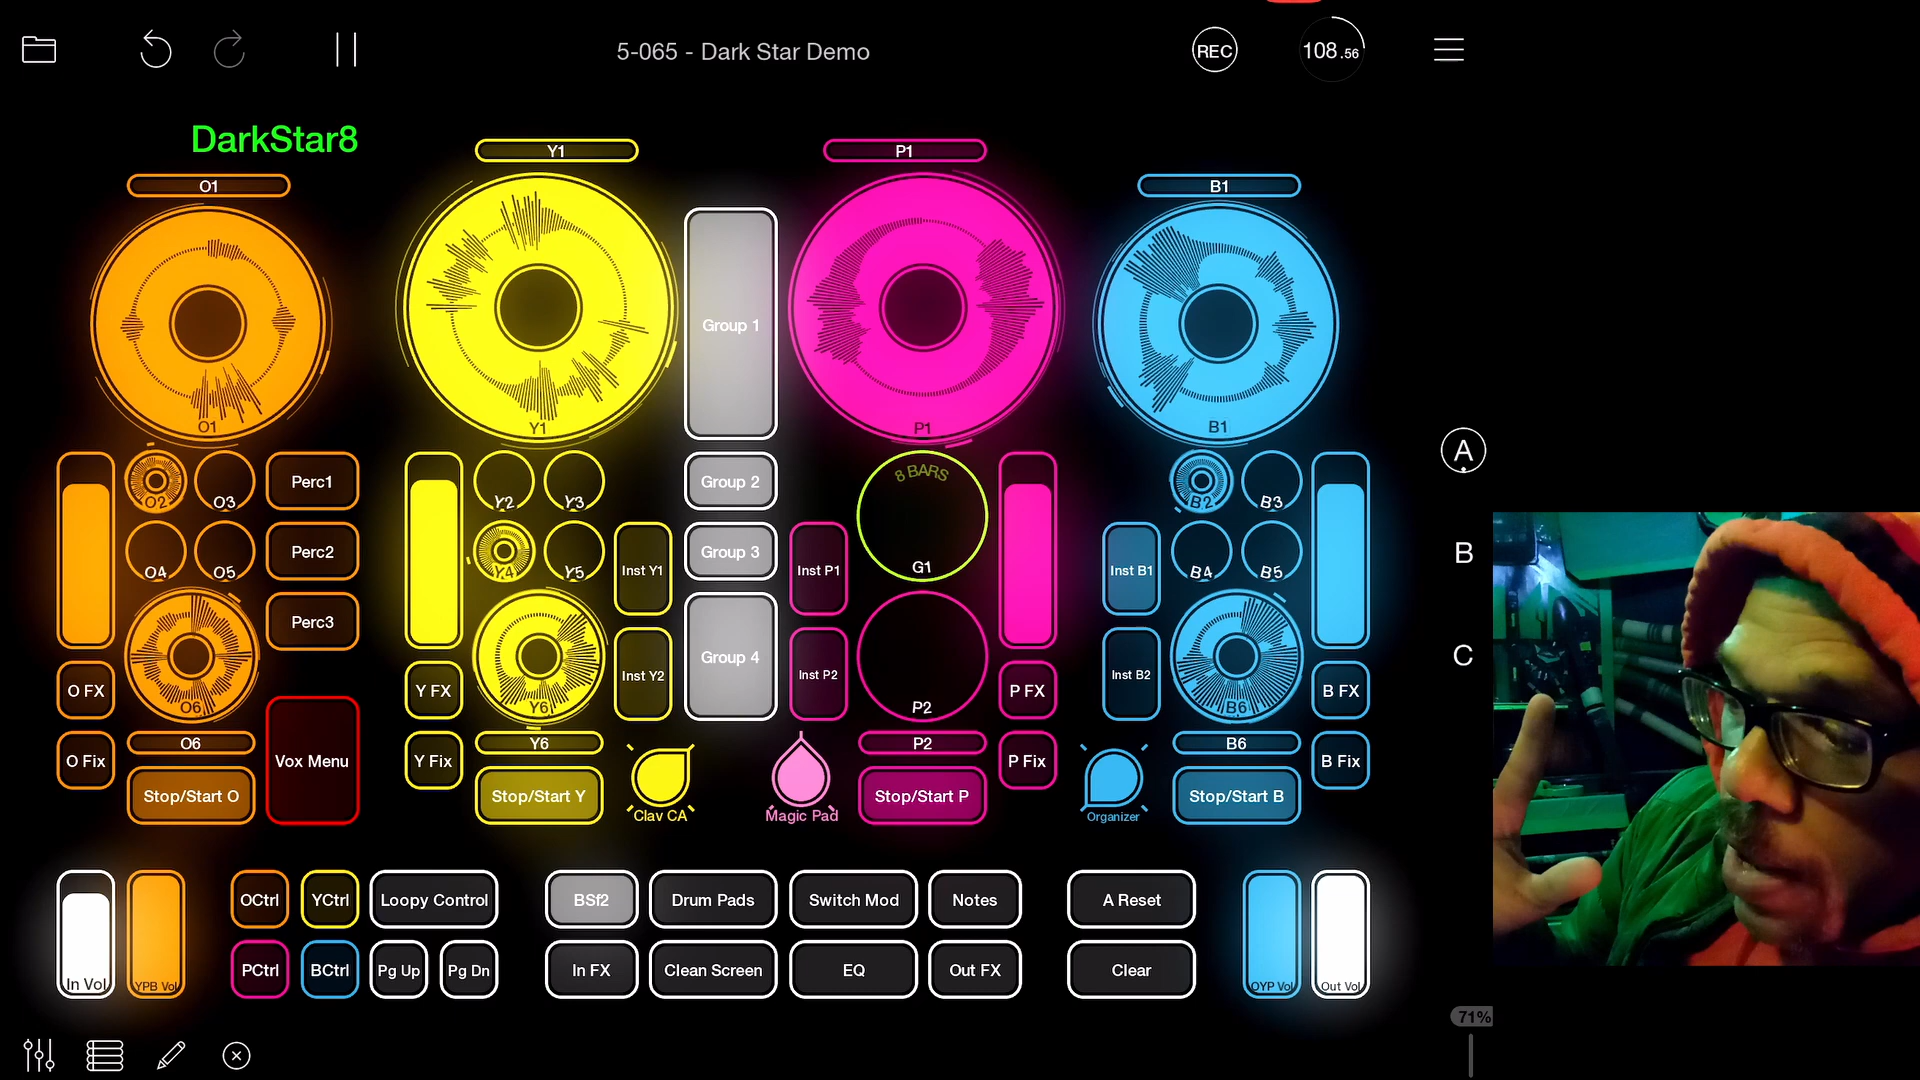 5-065 - Dark Star Demo
REC
108.56
DarkStar8
Y1
P1
O1
B1
O1
Y1
P1
B1
Group 1
O2
O3
Perc1
Y2
Y3
Group 2
8 BARS
G1
B2
B3
A
O4
O5
Perc2
Y4
Y5
Inst Y1
Group 3
Inst P1
Inst B1
B4
B5
B
Perc3
O6
Y6
Inst Y2
Group 4
Inst P2
P2
Inst B2
B6
C
O FX
Y FX
P FX
B FX
O6
Y6
P2
B6
O Fix
Vox Menu
Y Fix
P Fix
B Fix
Stop/Start O
Stop/Start Y
Clav CA
Magic Pad
Stop/Start P
Organizer
Stop/Start B
In Vol
YPB Vol
OCtrl
YCtrl
Loopy Control
BSf2
Drum Pads
Switch Mod
Notes
A Reset
OYP Vol
Out Vol
PCtrl
BCtrl
Pg Up
Pg Dn
In FX
Clean Screen
EQ
Out FX
Clear
71%